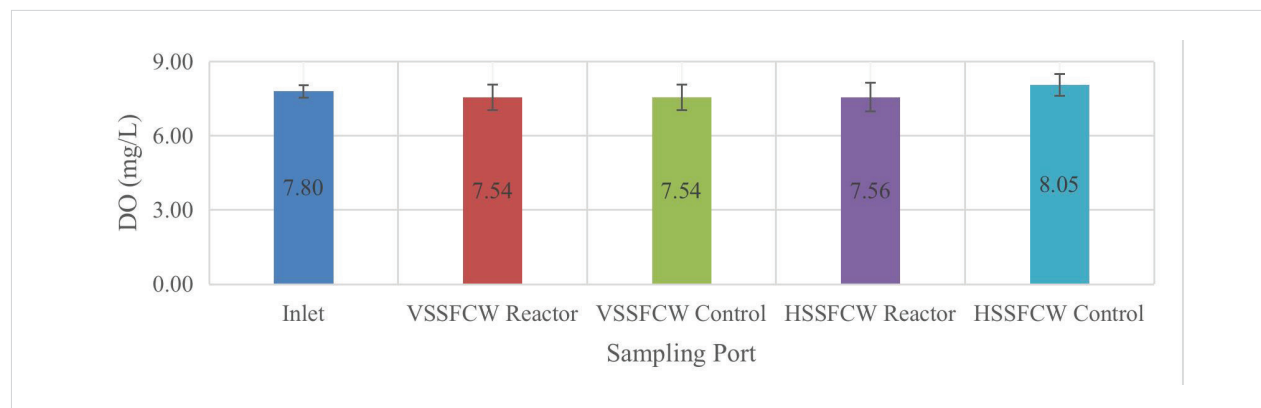 9.00
6.00
3.00
0.00
DO (mg/L)
7.80
7.54
7.54
7.56
8.05
Inlet
VSSFCW Reactor
VSSFCW Control
HSSFCW Reactor
HSSFCW Control
Sampling Port